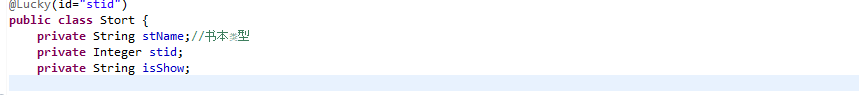 @Lucky(id="stid")
public class Stort {
private String stName;//书本类型
private Integer stid;
private String isShow;